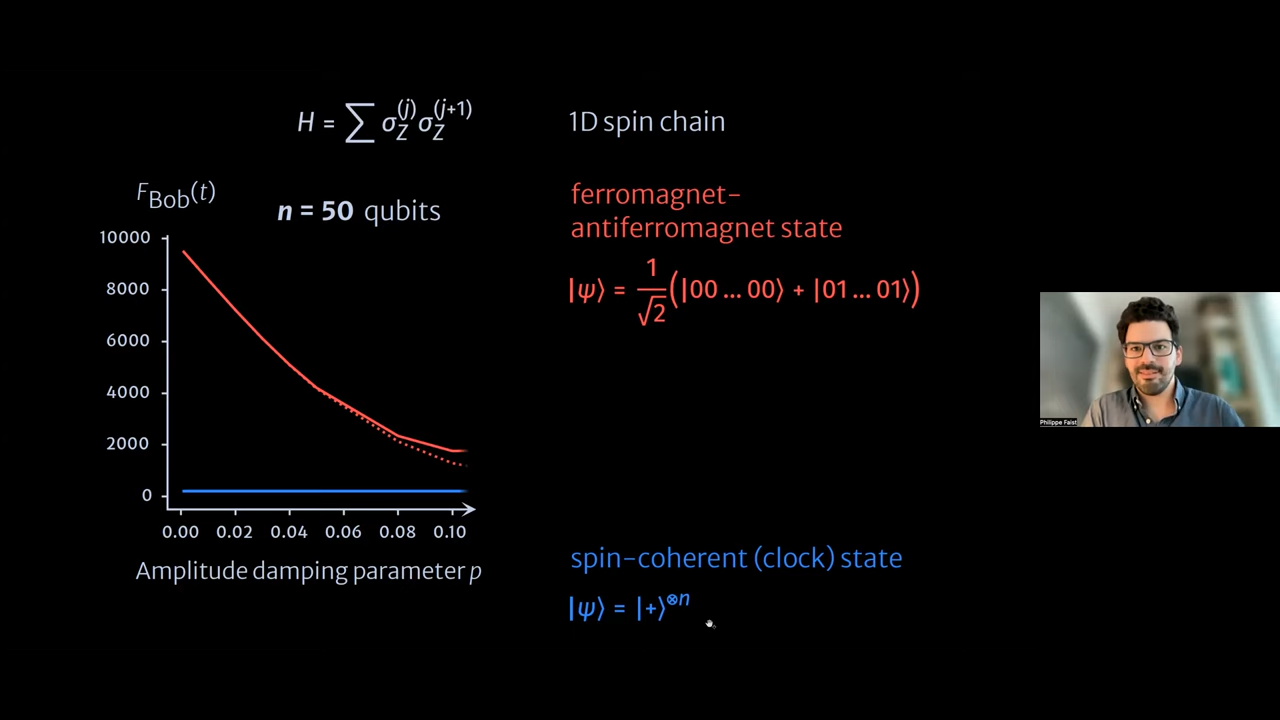 H = ∑ σ_Z^(j) σ_Z^(j+1)
1D spin chain
F_Bob(t)
n = 50 qubits
ferromagnet-
antiferromagnet state
|ψ⟩ = 1/√2 (|00 ... 00⟩ + |01 ... 01⟩)
10000
8000
6000
4000
2000
0
0.00 0.02 0.04 0.06 0.08 0.10
Amplitude damping parameter p
spin-coherent (clock) state
|ψ⟩ = |+⟩^⊗n
Philippe Faist